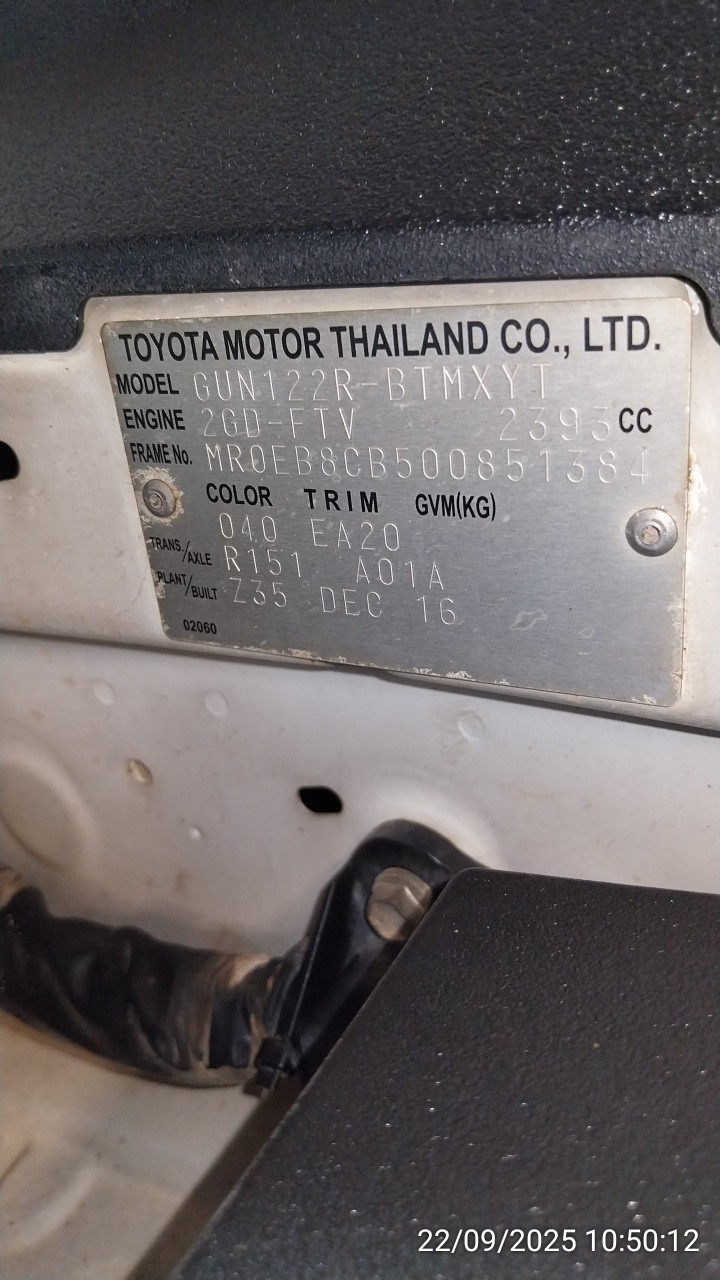 TOYOTA MOTOR THAILAND CO., LTD.
MODEL GUN122R-BTMXYT
ENGINE 2GD-FTV 2393 CC
FRAME No. MR0EB8CB500851384
COLOR TRIM GVM(KG)
040 EA20
TRANS./AXLE R151 A01A
PLANT/BUILT Z35 DEC 16
02060
22/09/2025 10:50:12